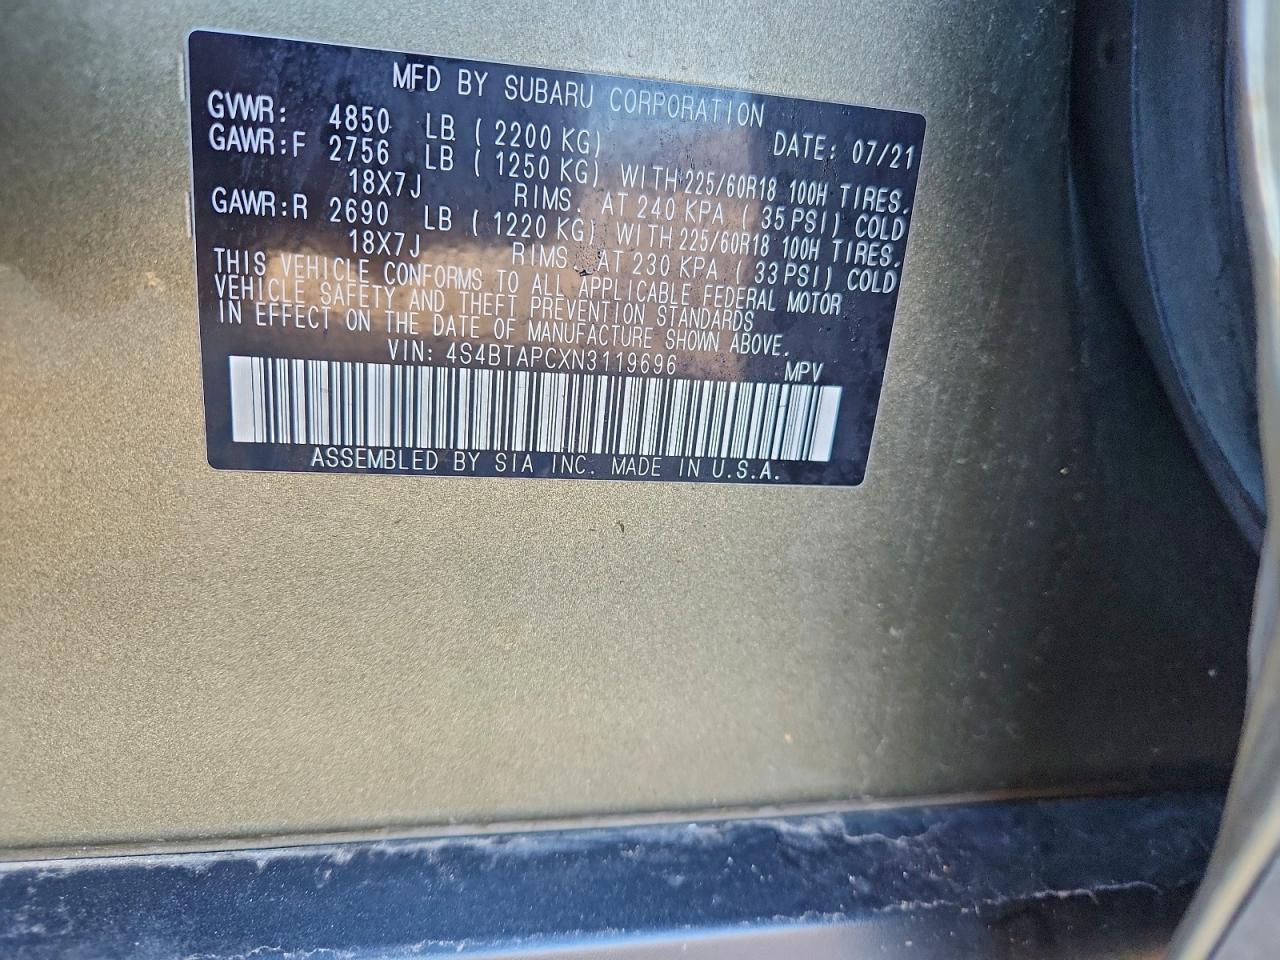 MFD BY SUBARU CORPORATION
GVWR: 4850 LB ( 2200 KG) DATE: 07/21
GAWR:F 2756 LB ( 1250 KG) WITH 225/60R18 100H TIRES.
18X7J RIMS. AT 240 KPA ( 35 PSI) COLD
GAWR:R 2690 LB ( 1220 KG) WITH 225/60R18 100H TIRES.
18X7J RIMS. AT 230 KPA ( 33 PSI) COLD
THIS VEHICLE CONFORMS TO ALL APPLICABLE FEDERAL MOTOR
VEHICLE SAFETY AND THEFT PREVENTION STANDARDS
IN EFFECT ON THE DATE OF MANUFACTURE SHOWN ABOVE.
VIN: 4S4BTAPCXN3119696 MPV
ASSEMBLED BY SIA INC. MADE IN U.S.A.